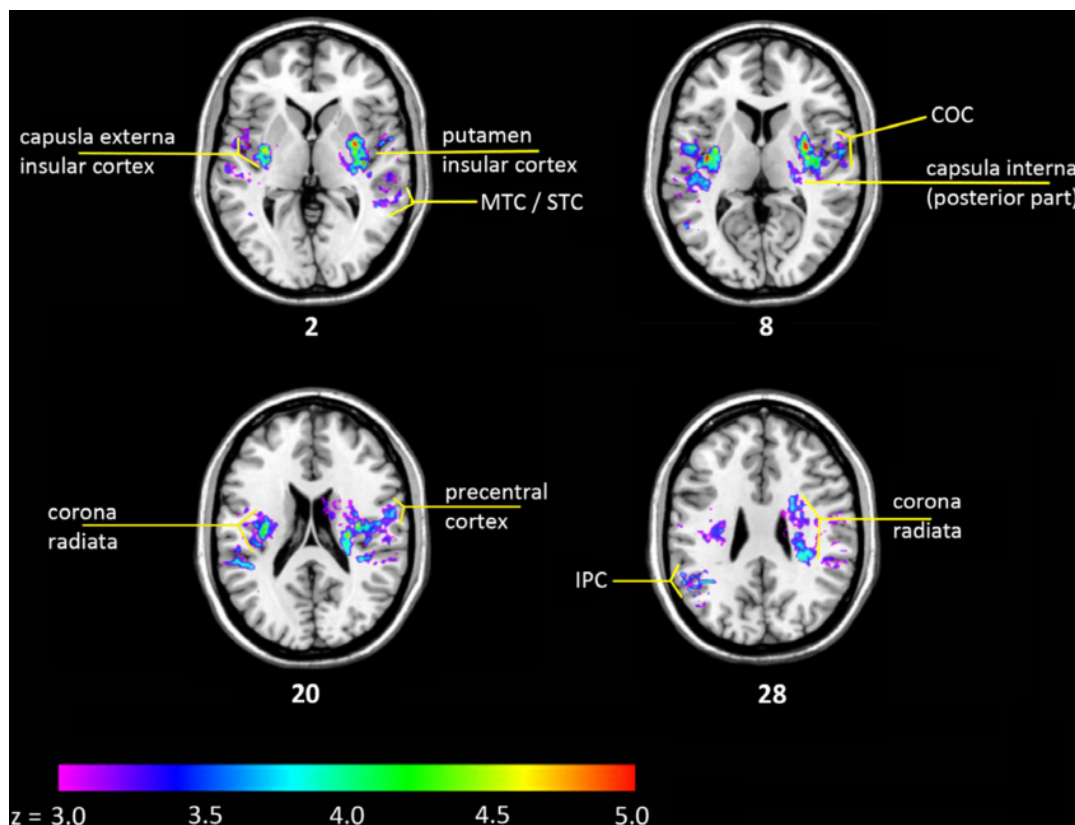 capusla externa
insular cortex
putamen
insular cortex
MTC / STC
2
COC
capsula interna
(posterior part)
8
corona
radiata
precentral
cortex
20
corona
radiata
IPC
28
z = 3.0 3.5 4.0 4.5 5.0